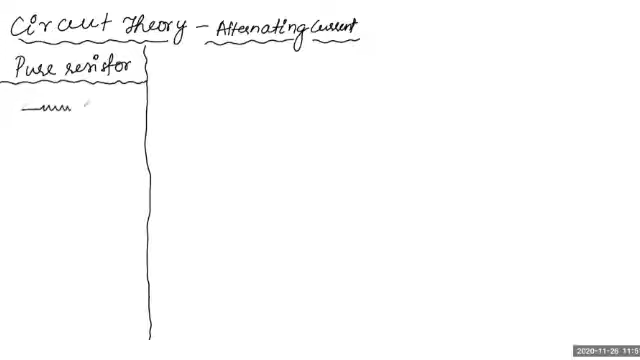 Circuit Theory - Alternating Current
Pure resistor
2020-11-26 11:5